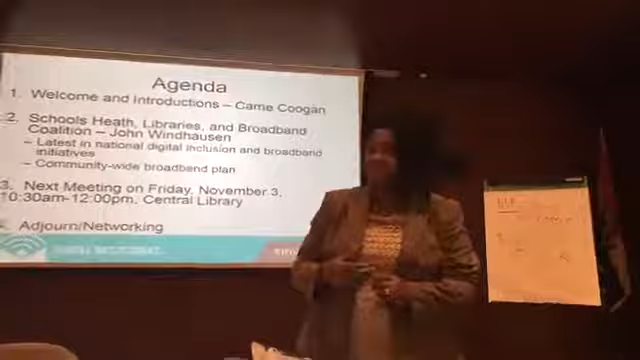 Agenda
1. Welcome and Introductions – Carrie Coogan
2. Schools Heath, Libraries, and Broadband
Coalition – John Windhausen
– Latest in national digital inclusion and broadband
initiatives
– Community-wide broadband plan
3. Next Meeting on Friday, November 3,
10:30am-12:00pm, Central Library
Adjourn/Networking